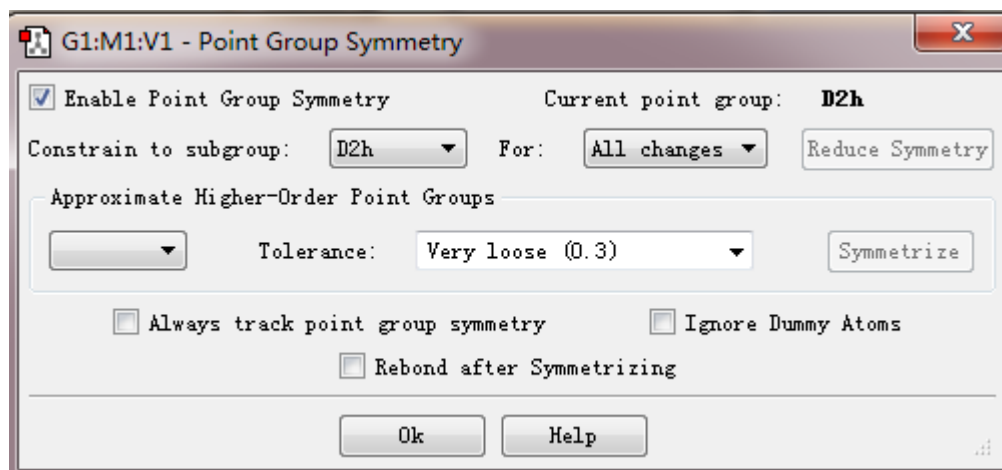 G1:M1:V1 - Point Group Symmetry
Enable Point Group Symmetry Current point group: D2h
Constrain to subgroup: D2h For: All changes Reduce Symmetry
Approximate Higher-Order Point Groups
Tolerance: Very loose (0.3) Symmetrize
Always track point group symmetry Ignore Dummy Atoms
Rebond after Symmetrizing
Ok Help